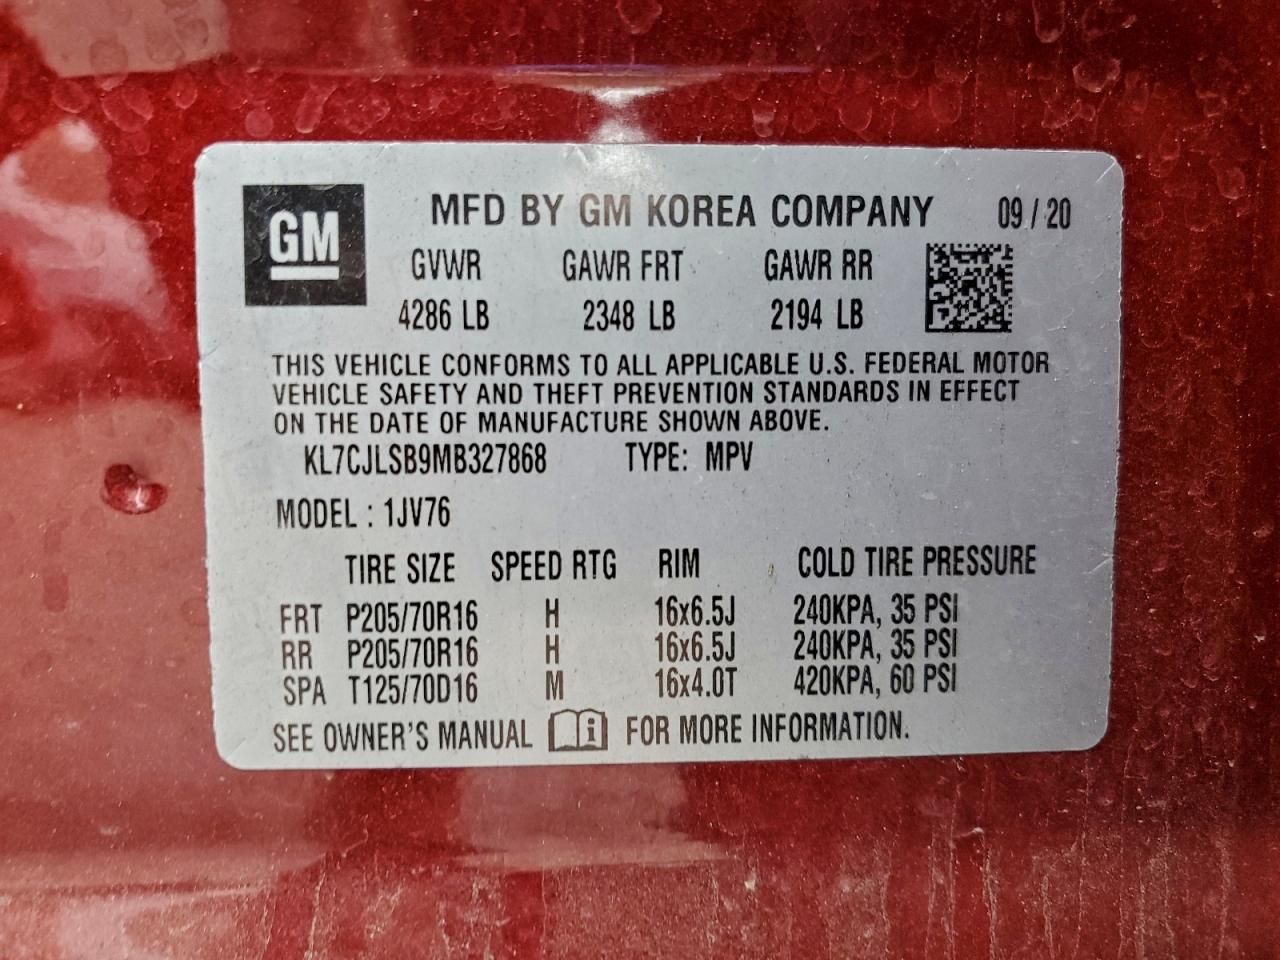 GM
MFD BY GM KOREA COMPANY 09/20
GVWR GAWR FRT GAWR RR
4286 LB 2348 LB 2194 LB
THIS VEHICLE CONFORMS TO ALL APPLICABLE U.S. FEDERAL MOTOR
VEHICLE SAFETY AND THEFT PREVENTION STANDARDS IN EFFECT
ON THE DATE OF MANUFACTURE SHOWN ABOVE.
KL7CJLSB9MB327868 TYPE: MPV
MODEL : 1JV76
TIRE SIZE SPEED RTG RIM COLD TIRE PRESSURE
FRT P205/70R16 H 16x6.5J 240KPA, 35 PSI
RR P205/70R16 H 16x6.5J 240KPA, 35 PSI
SPA T125/70D16 M 16x4.0T 420KPA, 60 PSI
SEE OWNER'S MANUAL i FOR MORE INFORMATION.